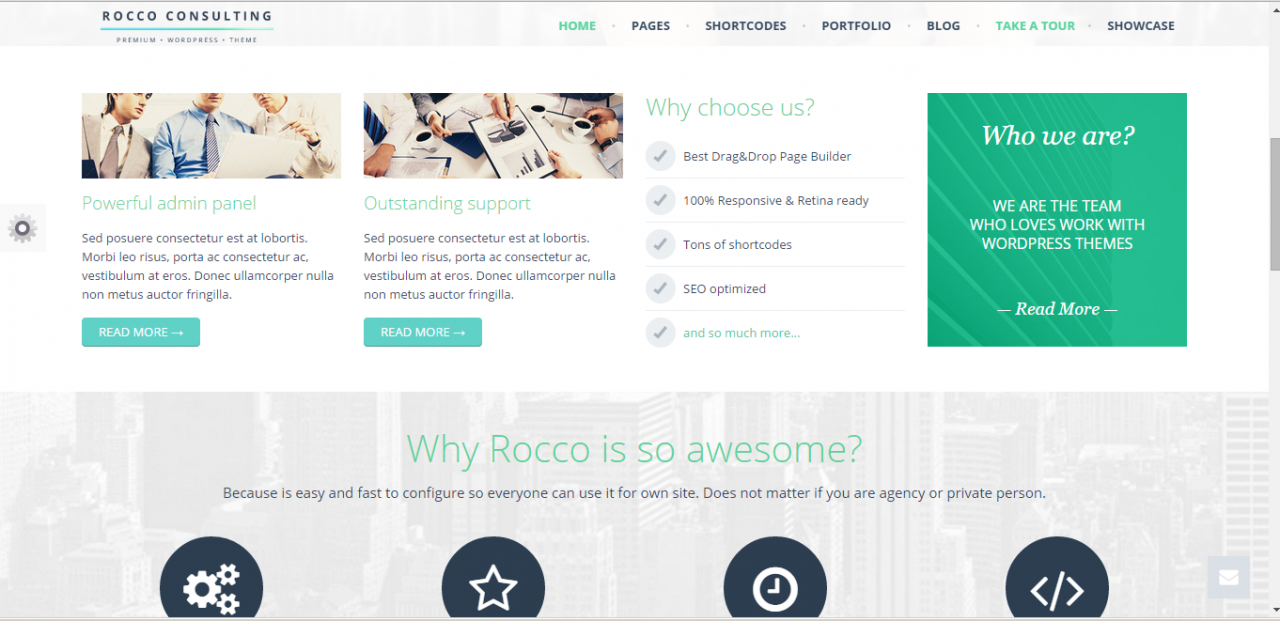 ROCCO CONSULTING
PREMIUM • WORDPRESS • THEME
HOME • PAGES • SHORTCODES • PORTFOLIO • BLOG • TAKE A TOUR • SHOWCASE
Powerful admin panel
Sed posuere consectetur est at lobortis.
Morbi leo risus, porta ac consectetur ac,
vestibulum at eros. Donec ullamcorper nulla
non metus auctor fringilla.
READ MORE →
Outstanding support
Sed posuere consectetur est at lobortis.
Morbi leo risus, porta ac consectetur ac,
vestibulum at eros. Donec ullamcorper nulla
non metus auctor fringilla.
READ MORE →
Why choose us?
Best Drag&Drop Page Builder
100% Responsive & Retina ready
Tons of shortcodes
SEO optimized
and so much more...
Who we are?
WE ARE THE TEAM
WHO LOVES WORK WITH
WORDPRESS THEMES
— Read More —
Why Rocco is so awesome?
Because is easy and fast to configure so everyone can use it for own site. Does not matter if you are agency or private person.